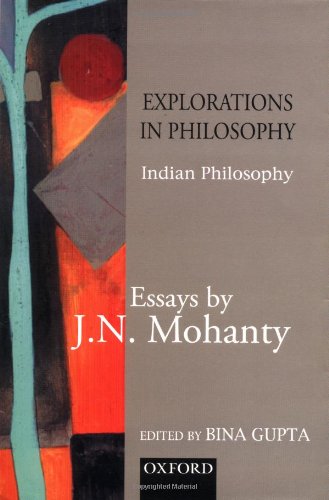 EXPLORATIONS
IN PHILOSOPHY
Indian Philosophy
Essays by
J.N. Mohanty
EDITED BY BINA GUPTA
OXFORD